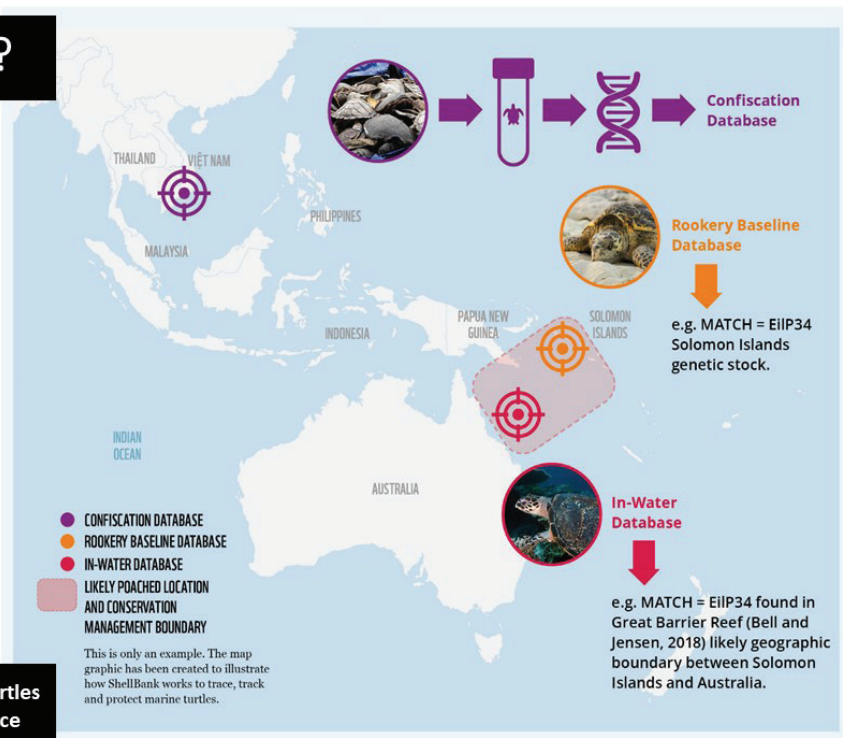 ?
Confiscation
Database
THAILAND
VIỆT NAM
PHILIPPINES
MALAYSIA
Rookery Baseline
Database
e.g. MATCH = EilP34
Solomon Islands
genetic stock.
PAPUA NEW
GUINEA
SOLOMON
ISLANDS
INDONESIA
INDIAN
OCEAN
AUSTRALIA
In-Water
Database
e.g. MATCH = EilP34 found in
Great Barrier Reef (Bell and
Jensen, 2018) likely geographic
boundary between Solomon
Islands and Australia.
CONFISCATION DATABASE
ROOKERY BASELINE DATABASE
IN-WATER DATABASE
LIKELY POACHED LOCATION
AND CONSERVATION
MANAGEMENT BOUNDARY
This is only an example. The map
graphic has been created to illustrate
how ShellBank works to trace, track
and protect marine turtles.
rtles
ce